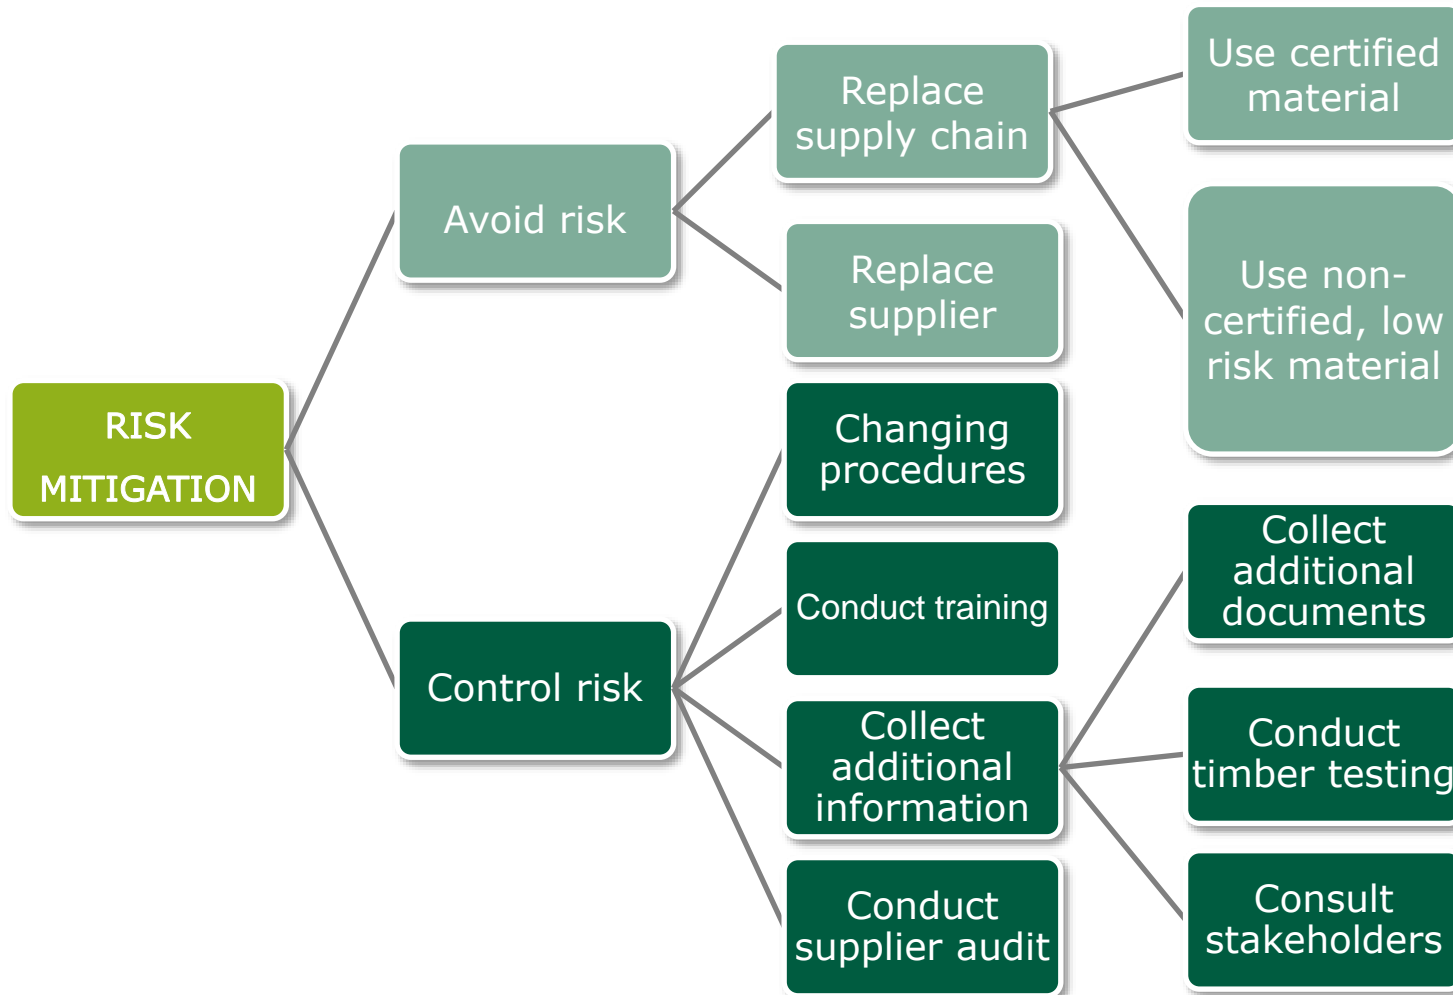 RISK
MITIGATION
Avoid risk
Replace
supply chain
Use certified
material
Use non-
certified, low
risk material
Replace
supplier
Control risk
Changing
procedures
Conduct training
Collect
additional
information
Collect
additional
documents
Conduct
timber testing
Consult
stakeholders
Conduct
supplier audit